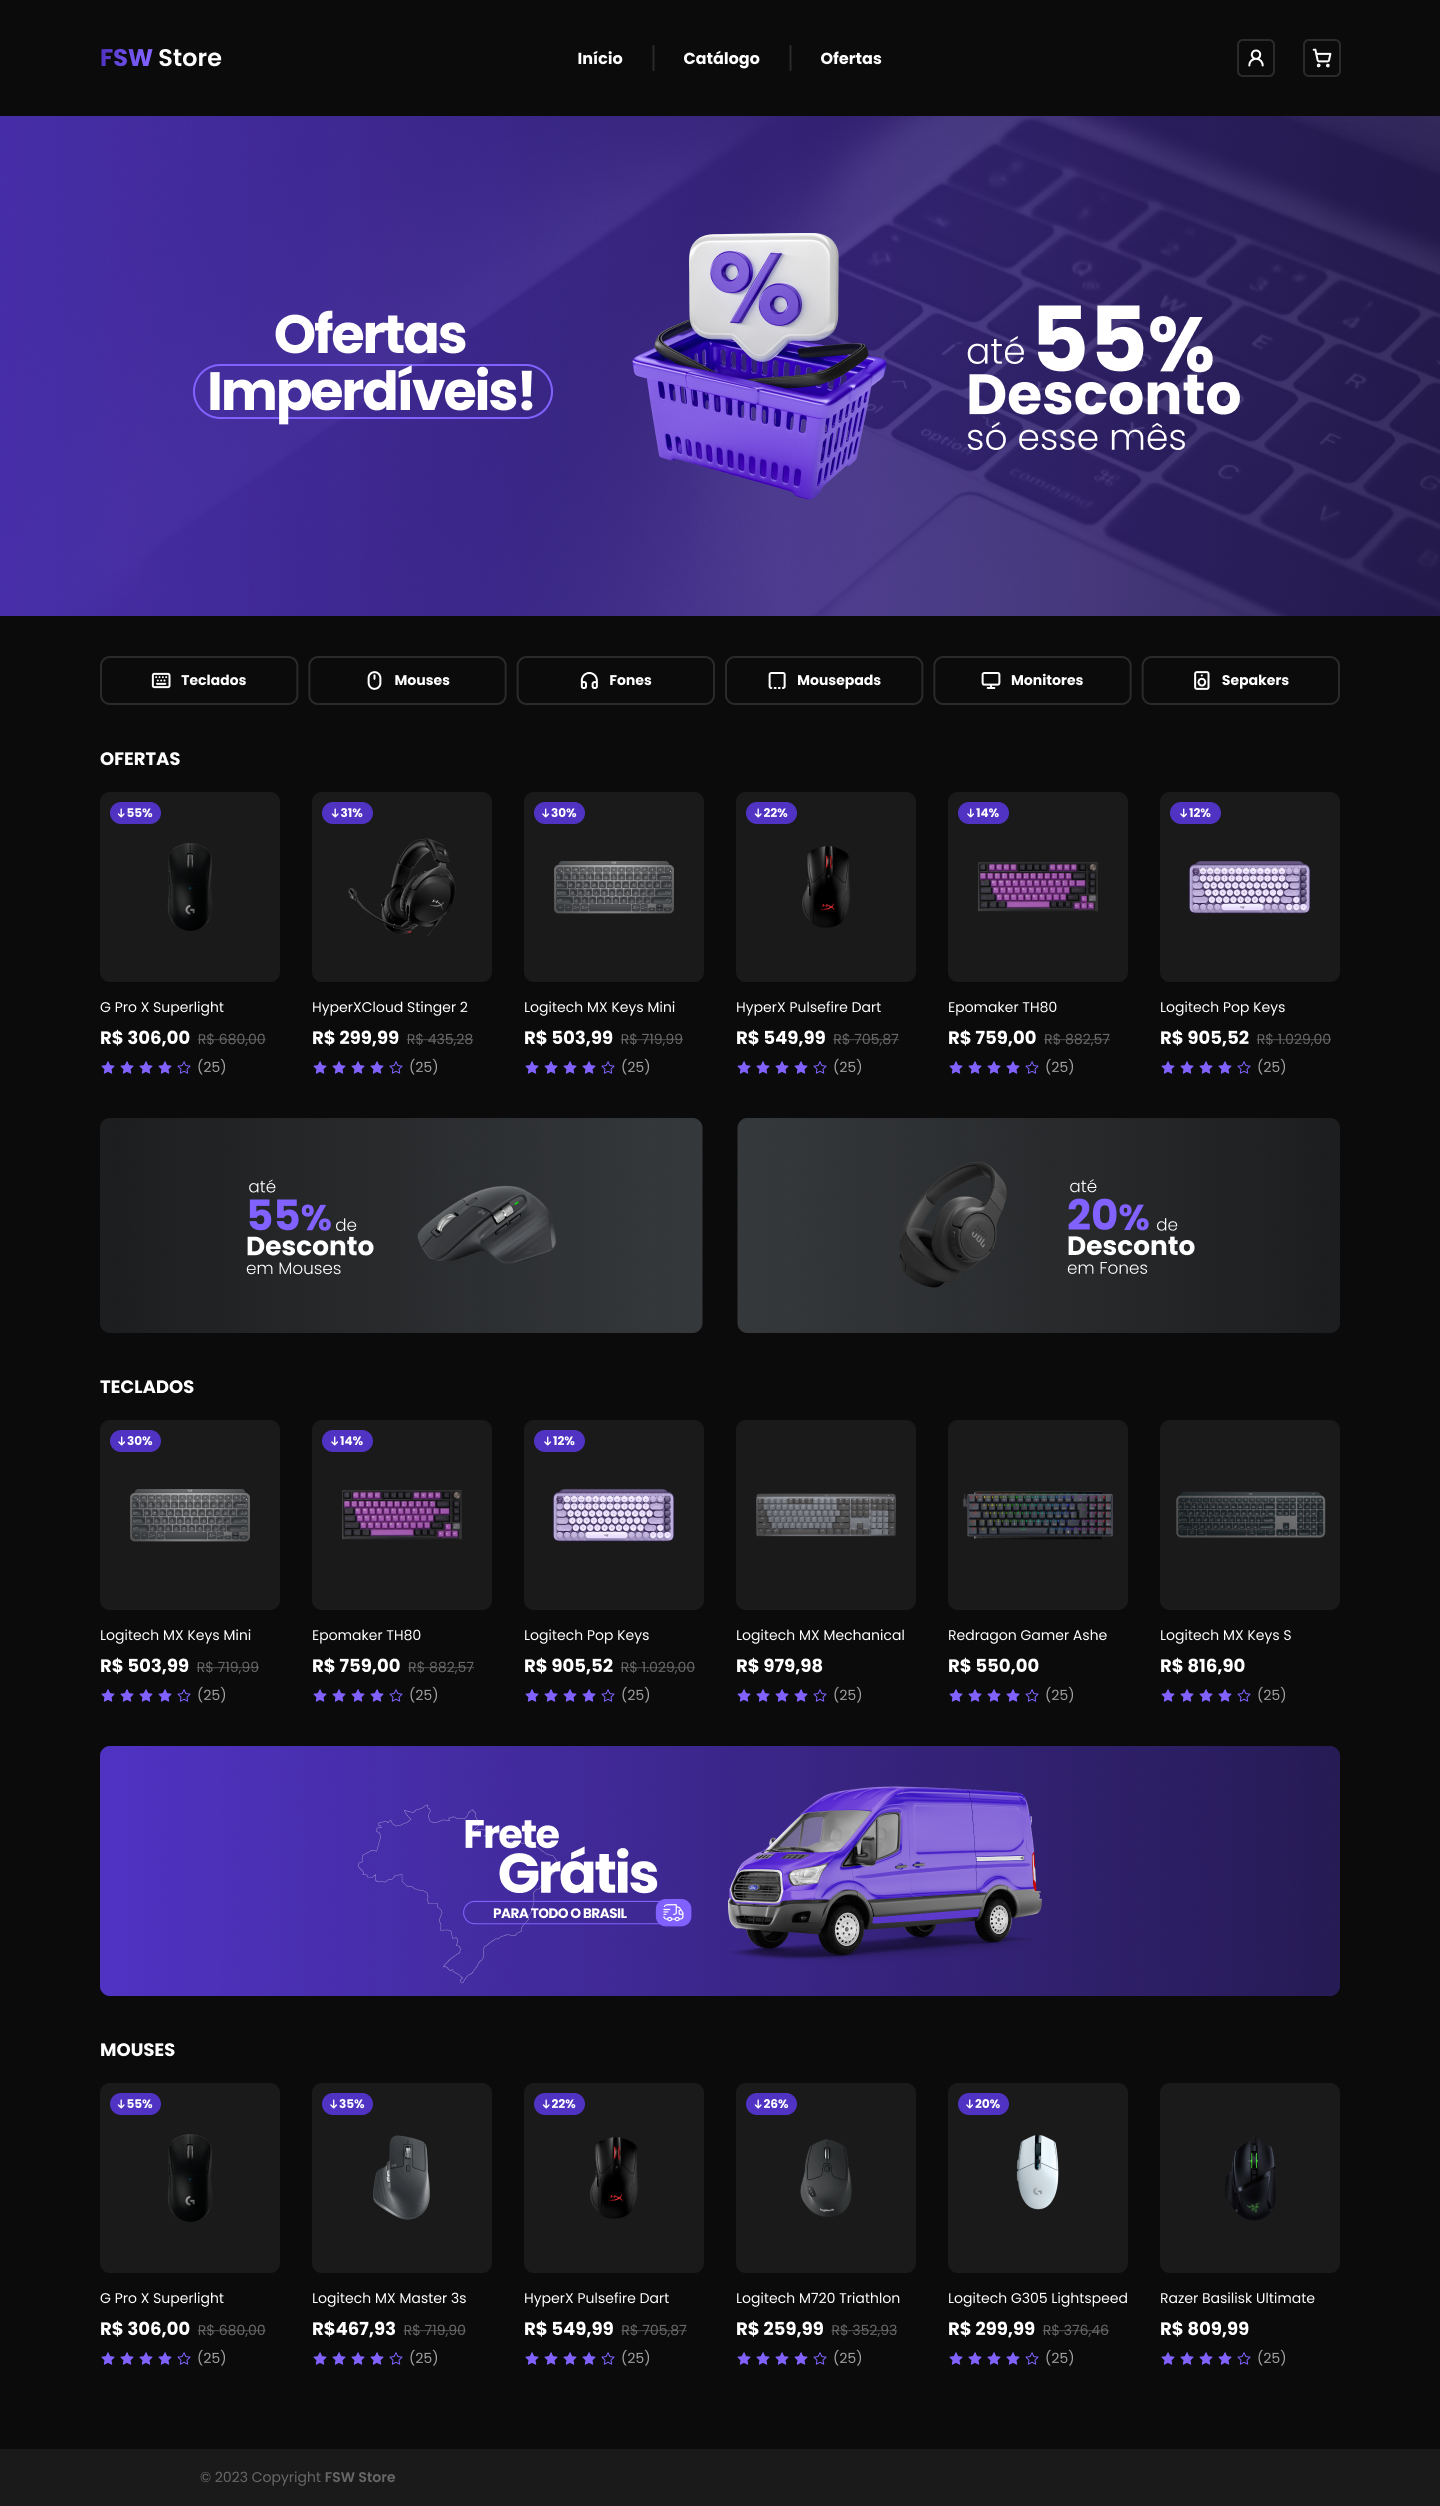 FSW Store
Início
Catálogo
Ofertas
Ofertas
Imperdíveis!
%
até 55%
Desconto
só esse mês
option
command
Teclados
Mouses
Fones
Mousepads
Monitores
Sepakers
OFERTAS
55%
31%
30%
22%
14%
12%
G Pro X Superlight
HyperXCloud Stinger 2
Logitech MX Keys Mini
HyperX Pulsefire Dart
Epomaker TH80
Logitech Pop Keys
R$ 306,00 R$ 680,00
R$ 299,99 R$ 435,28
R$ 503,99 R$ 719,99
R$ 549,99 R$ 705,87
R$ 759,00 R$ 882,57
R$ 905,52 R$ 1.029,00
(25)
(25)
(25)
(25)
(25)
(25)
até
55% de
Desconto
em Mouses
JBL
até
20% de
Desconto
em Fones
TECLADOS
30%
14%
12%
Logitech MX Keys Mini
Epomaker TH80
Logitech Pop Keys
Logitech MX Mechanical
Redragon Gamer Ashe
Logitech MX Keys S
R$ 503,99 R$ 719,99
R$ 759,00 R$ 882,57
R$ 905,52 R$ 1.029,00
R$ 979,98
R$ 550,00
R$ 816,90
(25)
(25)
(25)
(25)
(25)
(25)
Frete
Grátis
PARA TODO O BRASIL
MOUSES
55%
35%
22%
26%
20%
G Pro X Superlight
Logitech MX Master 3s
HyperX Pulsefire Dart
Logitech M720 Triathlon
Logitech G305 Lightspeed
Razer Basilisk Ultimate
R$ 306,00 R$ 680,00
R$467,93 R$ 719,90
R$ 549,99 R$ 705,87
R$ 259,99 R$ 352,93
R$ 299,99 R$ 376,46
R$ 809,99
(25)
(25)
(25)
(25)
(25)
(25)
© 2023 Copyright FSW Store